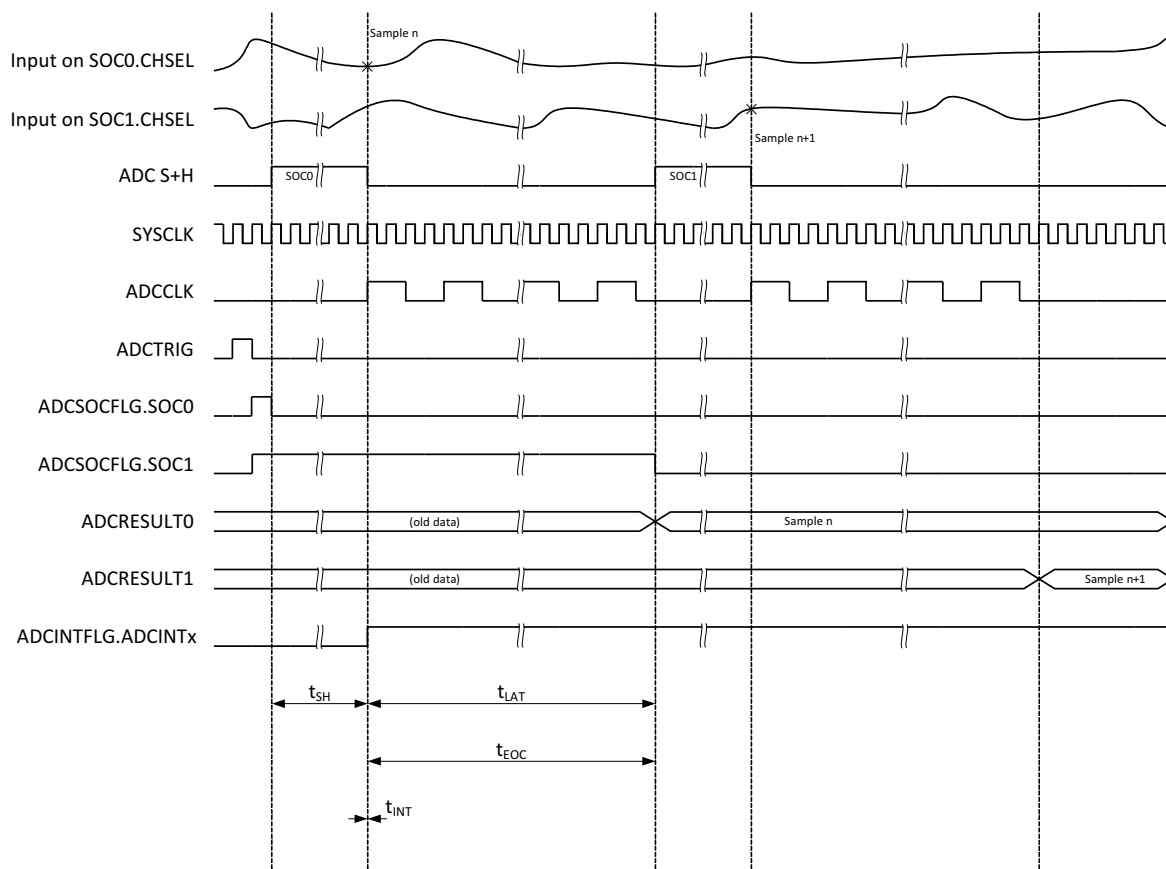 Sample n
Input on SOC0.CHSEL
Input on SOC1.CHSEL
Sample n+1
ADC S+H
SOC0
SOC1
SYSCLK
ADCCLK
ADCTRIG
ADCSOCFLG.SOC0
ADCSOCFLG.SOC1
ADCRESULT0
(old data)
Sample n
ADCRESULT1
(old data)
Sample n+1
ADCINTFLG.ADCINTx
tSH
tLAT
tEOC
tINT